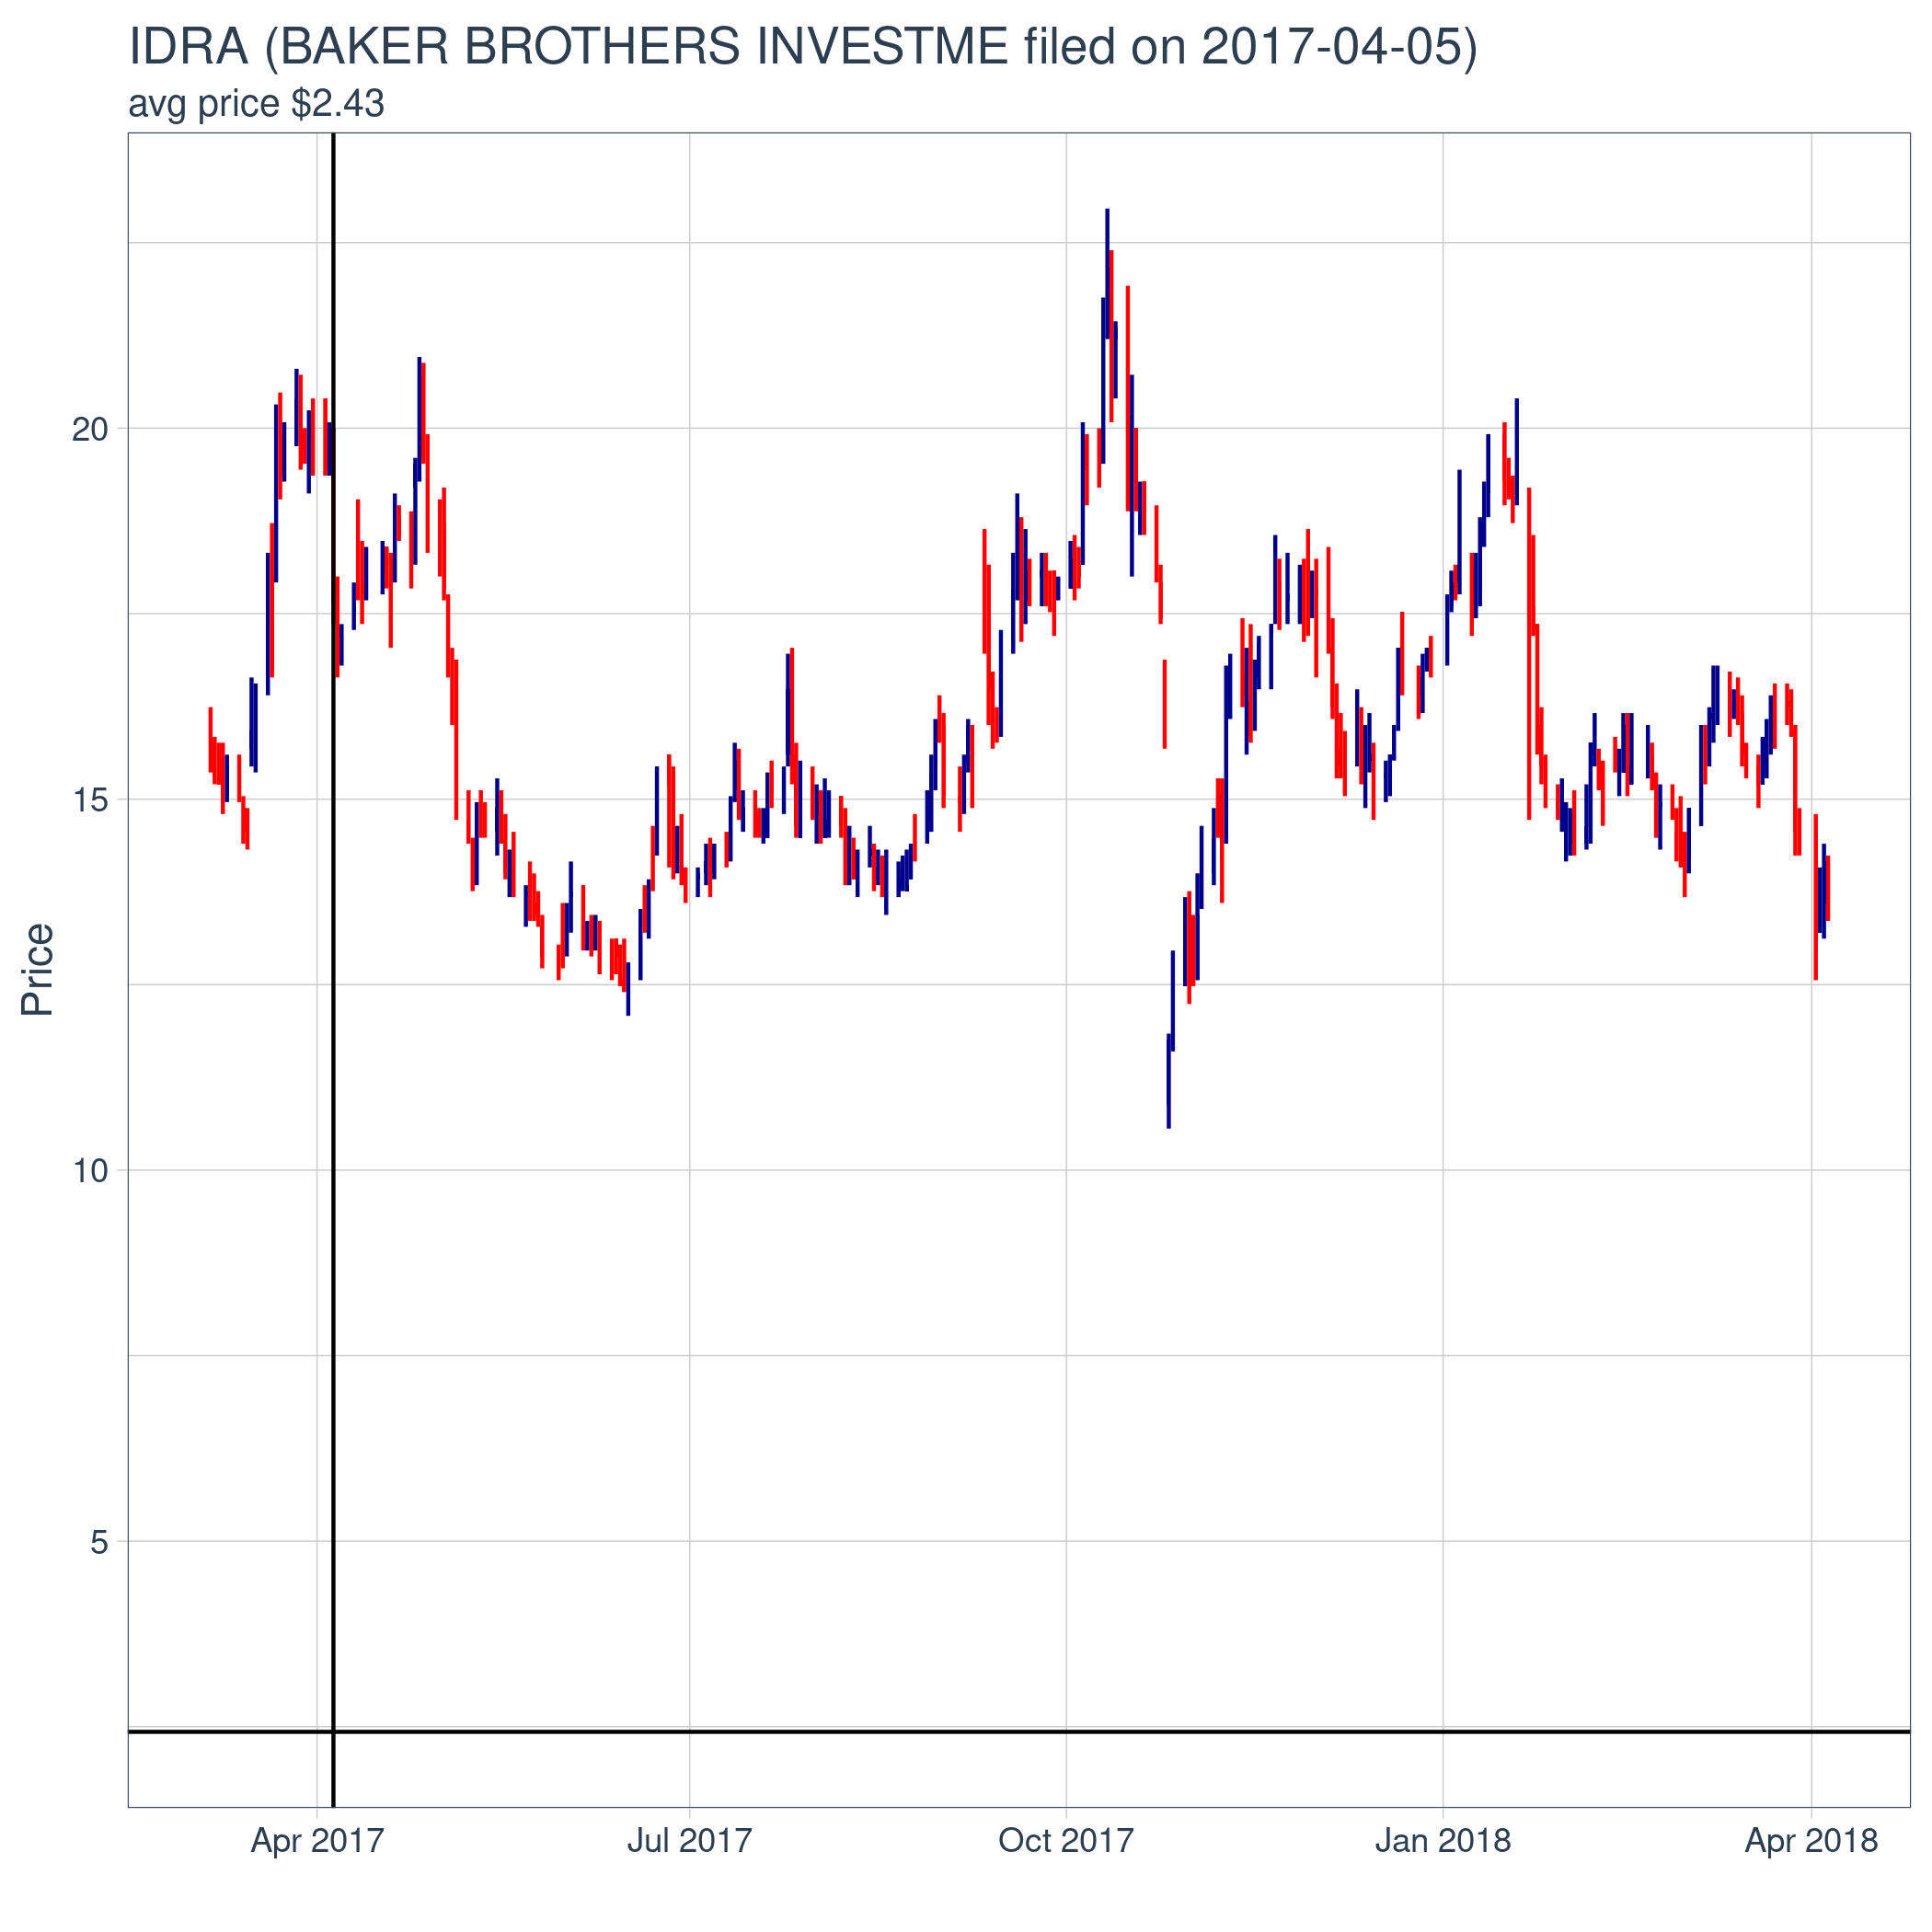 IDRA (BAKER BROTHERS INVESTME filed on 2017-04-05)
avg price $2.43
Price
20
15
10
5
Apr 2017
Jul 2017
Oct 2017
Jan 2018
Apr 2018